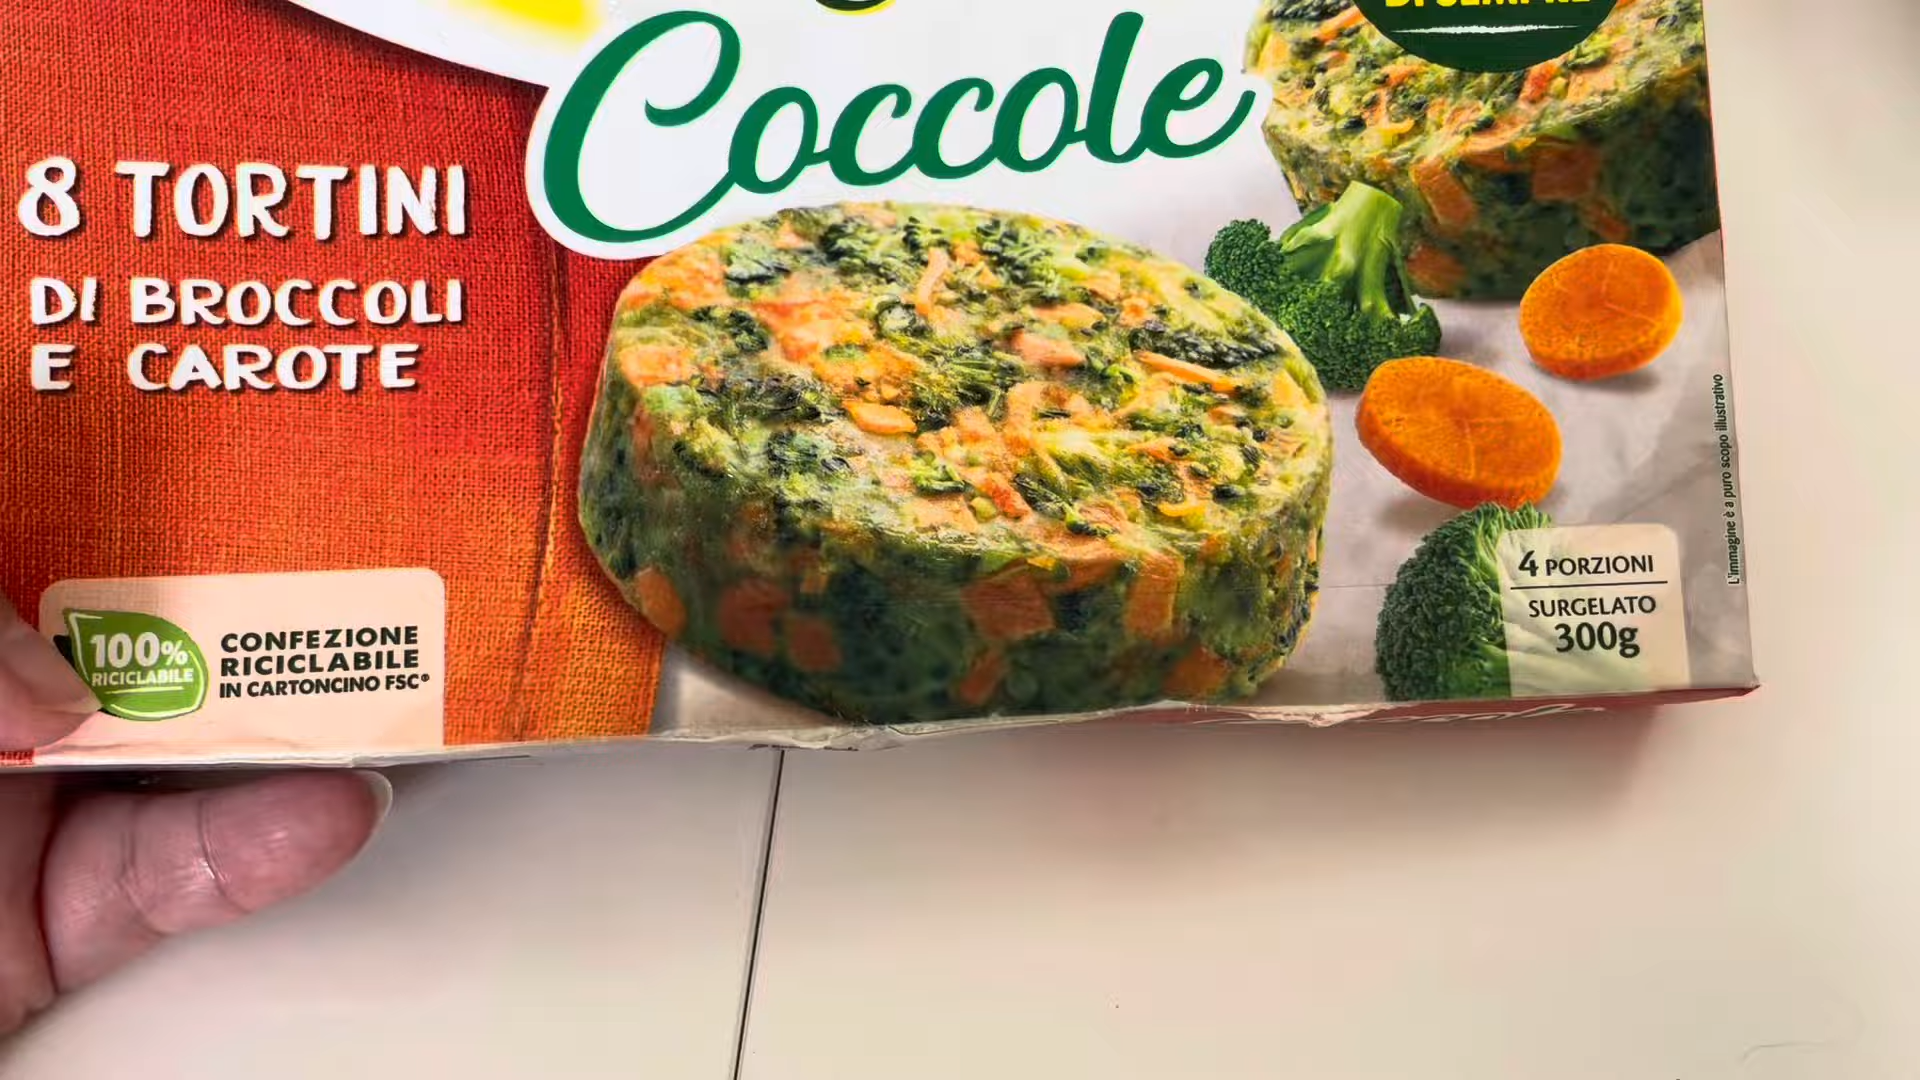 Coccole
8 TORTINI
DI BROCCOLI
E CAROTE
100%
RICICLABILE
CONFEZIONE
RICICLABILE
IN CARTONCINO FSC®
4 PORZIONI
SURGELATO
300g
L'immagine è a puro scopo illustrativo